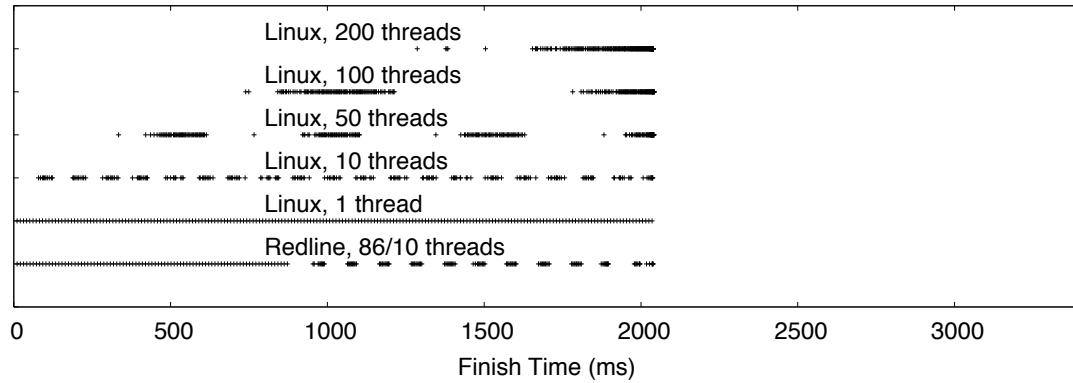 Linux, 200 threads
Linux, 100 threads
Linux, 50 threads
Linux, 10 threads
Linux, 1 thread
Redline, 86/10 threads
0 500 1000 1500 2000 2500 3000
Finish Time (ms)